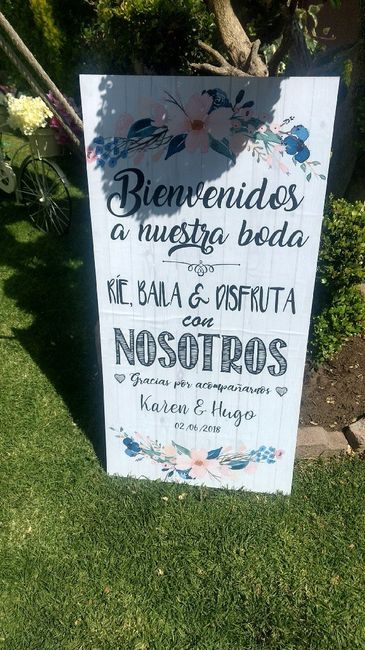 Bienvenidos
a nuestra boda
RÍE, BAILA & DISFRUTA
con
NOSOTROS
Gracias por acompañarnos
Karen & Hugo
02/06/2018